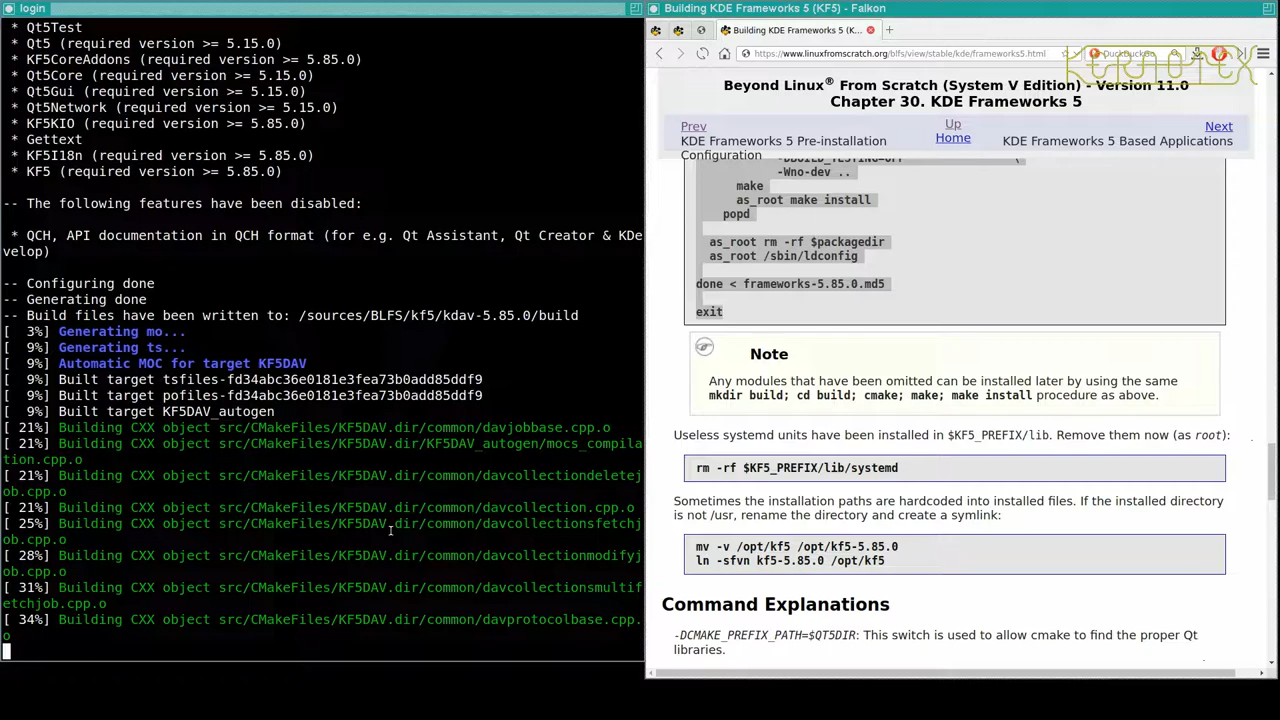 login
* Qt5Test
* Qt5 (required version >= 5.15.0)
* KF5CoreAddons (required version >= 5.85.0)
* Qt5Core (required version >= 5.15.0)
* Qt5Gui (required version >= 5.15.0)
* Qt5Network (required version >= 5.15.0)
* KF5KIO (required version >= 5.85.0)
* Gettext
* KF5I18n (required version >= 5.85.0)
* KF5 (required version >= 5.85.0)
-- The following features have been disabled:
* QCH, API documentation in QCH format (for e.g. Qt Assistant, Qt Creator & KDe
velop)
-- Configuring done
-- Generating done
-- Build files have been written to: /sources/BLFS/kf5/kdav-5.85.0/build
[  3%] Generating mo...
[  9%] Generating ts...
[  9%] Automatic MOC for target KF5DAV
[  9%] Built target tsfiles-fd34abc36e0181e3fea73b0add85ddf9
[  9%] Built target pofiles-fd34abc36e0181e3fea73b0add85ddf9
[  9%] Built target KF5DAV_autogen
[ 21%] Building CXX object src/CMakeFiles/KF5DAV.dir/common/davjobbase.cpp.o
[ 21%] Building CXX object src/CMakeFiles/KF5DAV.dir/KF5DAV_autogen/mocs_compila
tion.cpp.o
[ 21%] Building CXX object src/CMakeFiles/KF5DAV.dir/common/davcollectiondeletej
ob.cpp.o
[ 21%] Building CXX object src/CMakeFiles/KF5DAV.dir/common/davcollection.cpp.o
[ 25%] Building CXX object src/CMakeFiles/KF5DAV.dir/common/davcollectionsfetchj
ob.cpp.o
[ 28%] Building CXX object src/CMakeFiles/KF5DAV.dir/common/davcollectionmodifyj
ob.cpp.o
[ 31%] Building CXX object src/CMakeFiles/KF5DAV.dir/common/davcollectionsmultif
etchjob.cpp.o
[ 34%] Building CXX object src/CMakeFiles/KF5DAV.dir/common/davprotocolbase.cpp.
o
Building KDE Frameworks 5 (KF5) - Falkon
Building KDE Frameworks 5 (K...
https://www.linuxfromscratch.org/blfs/view/stable/kde/frameworks5.html
DuckDuckGo
Beyond Linux® From Scratch (System V Edition) - Version 11.0
Chapter 30. KDE Frameworks 5
Prev
KDE Frameworks 5 Pre-installation
Configuration
Up
Home
Next
KDE Frameworks 5 Based Applications
-DBUILD_TESTING=OFF \
-Wno-dev ..
make
as_root make install
popd
as_root rm -rf $packagedir
as_root /sbin/ldconfig
done < frameworks-5.85.0.md5
exit
Note
Any modules that have been omitted can be installed later by using the same
mkdir build; cd build; cmake; make; make install procedure as above.
Useless systemd units have been installed in $KF5_PREFIX/lib. Remove them now (as root):
rm -rf $KF5_PREFIX/lib/systemd
Sometimes the installation paths are hardcoded into installed files. If the installed directory
is not /usr, rename the directory and create a symlink:
mv -v /opt/kf5 /opt/kf5-5.85.0
ln -sfvn kf5-5.85.0 /opt/kf5
Command Explanations
-DCMAKE_PREFIX_PATH=$QT5DIR: This switch is used to allow cmake to find the proper Qt
libraries.